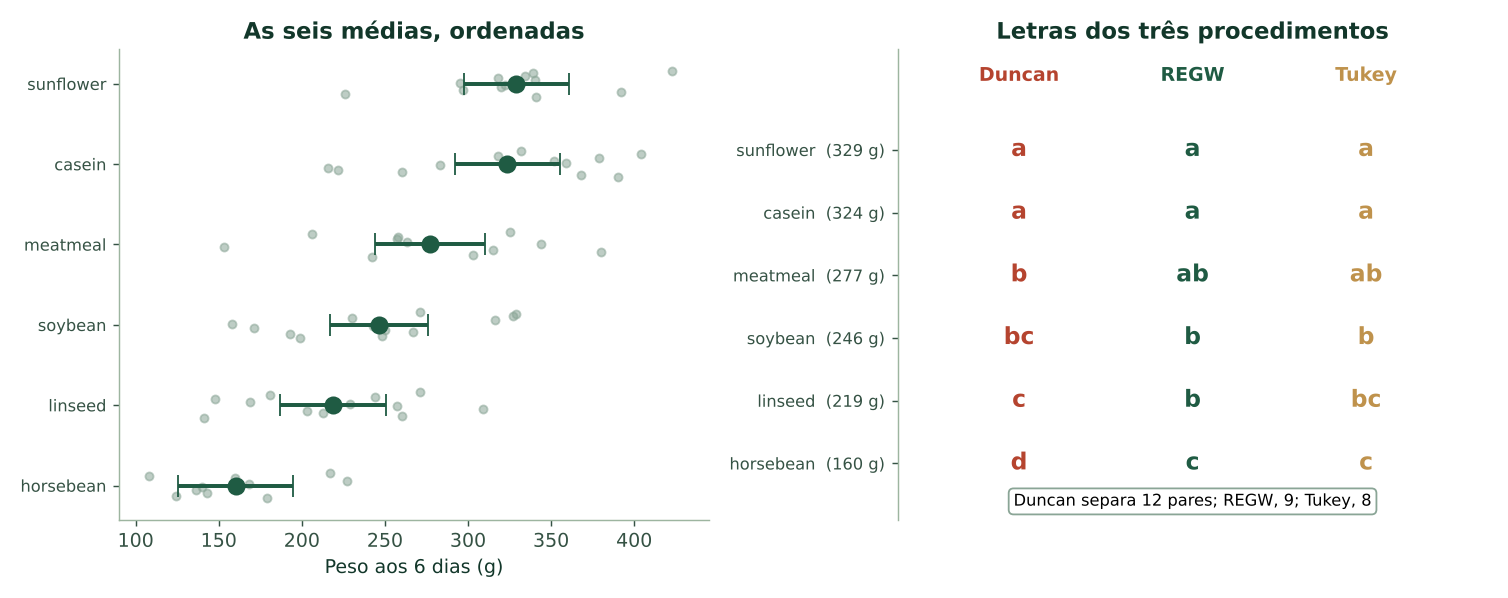 As seis médias, ordenadas
sunflower
casein
meatmeal
soybean
linseed
horsebean
100 150 200 250 300 350 400
Peso aos 6 dias (g)
Letras dos três procedimentos
Duncan REGW Tukey
sunflower (329 g) a a a
casein (324 g) a a a
meatmeal (277 g) b ab ab
soybean (246 g) bc b b
linseed (219 g) c b bc
horsebean (160 g) d c c
Duncan separa 12 pares; REGW, 9; Tukey, 8